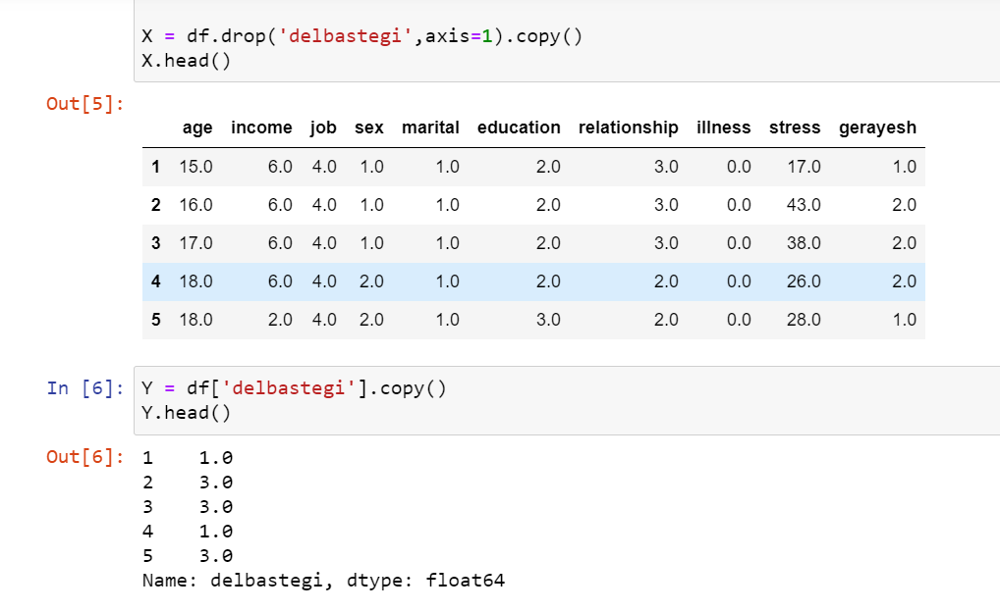 X = df.drop('delbastegi',axis=1).copy()
X.head()
Out[5]:
age income job sex marital education relationship illness stress gerayesh
1 15.0 6.0 4.0 1.0 1.0 2.0 3.0 0.0 17.0 1.0
2 16.0 6.0 4.0 1.0 1.0 2.0 3.0 0.0 43.0 2.0
3 17.0 6.0 4.0 1.0 1.0 2.0 3.0 0.0 38.0 2.0
4 18.0 6.0 4.0 2.0 1.0 2.0 2.0 0.0 26.0 2.0
5 18.0 2.0 4.0 2.0 1.0 3.0 2.0 0.0 28.0 1.0
In [6]: Y = df['delbastegi'].copy()
Y.head()
Out[6]: 1 1.0
2 3.0
3 3.0
4 1.0
5 3.0
Name: delbastegi, dtype: float64